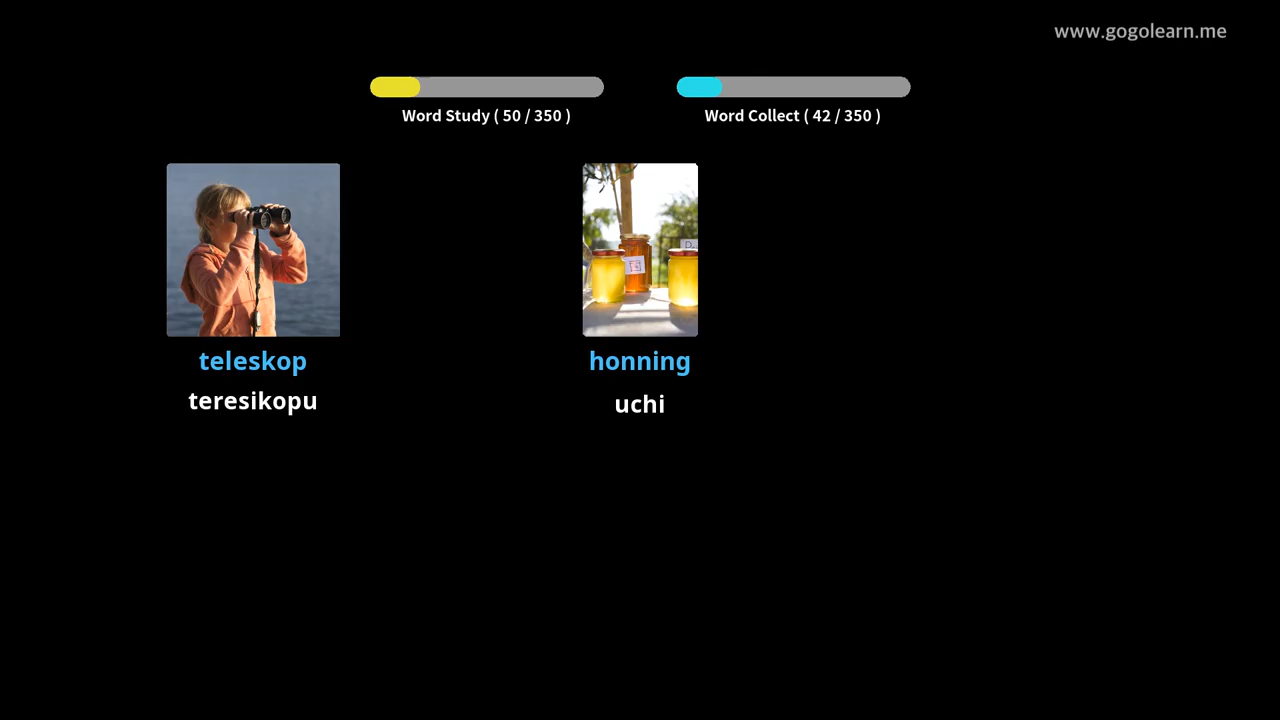 www.gogolearn.me
Word Study ( 50 / 350 )
Word Collect ( 42 / 350 )
teleskop
honning
teresikopu
uchi